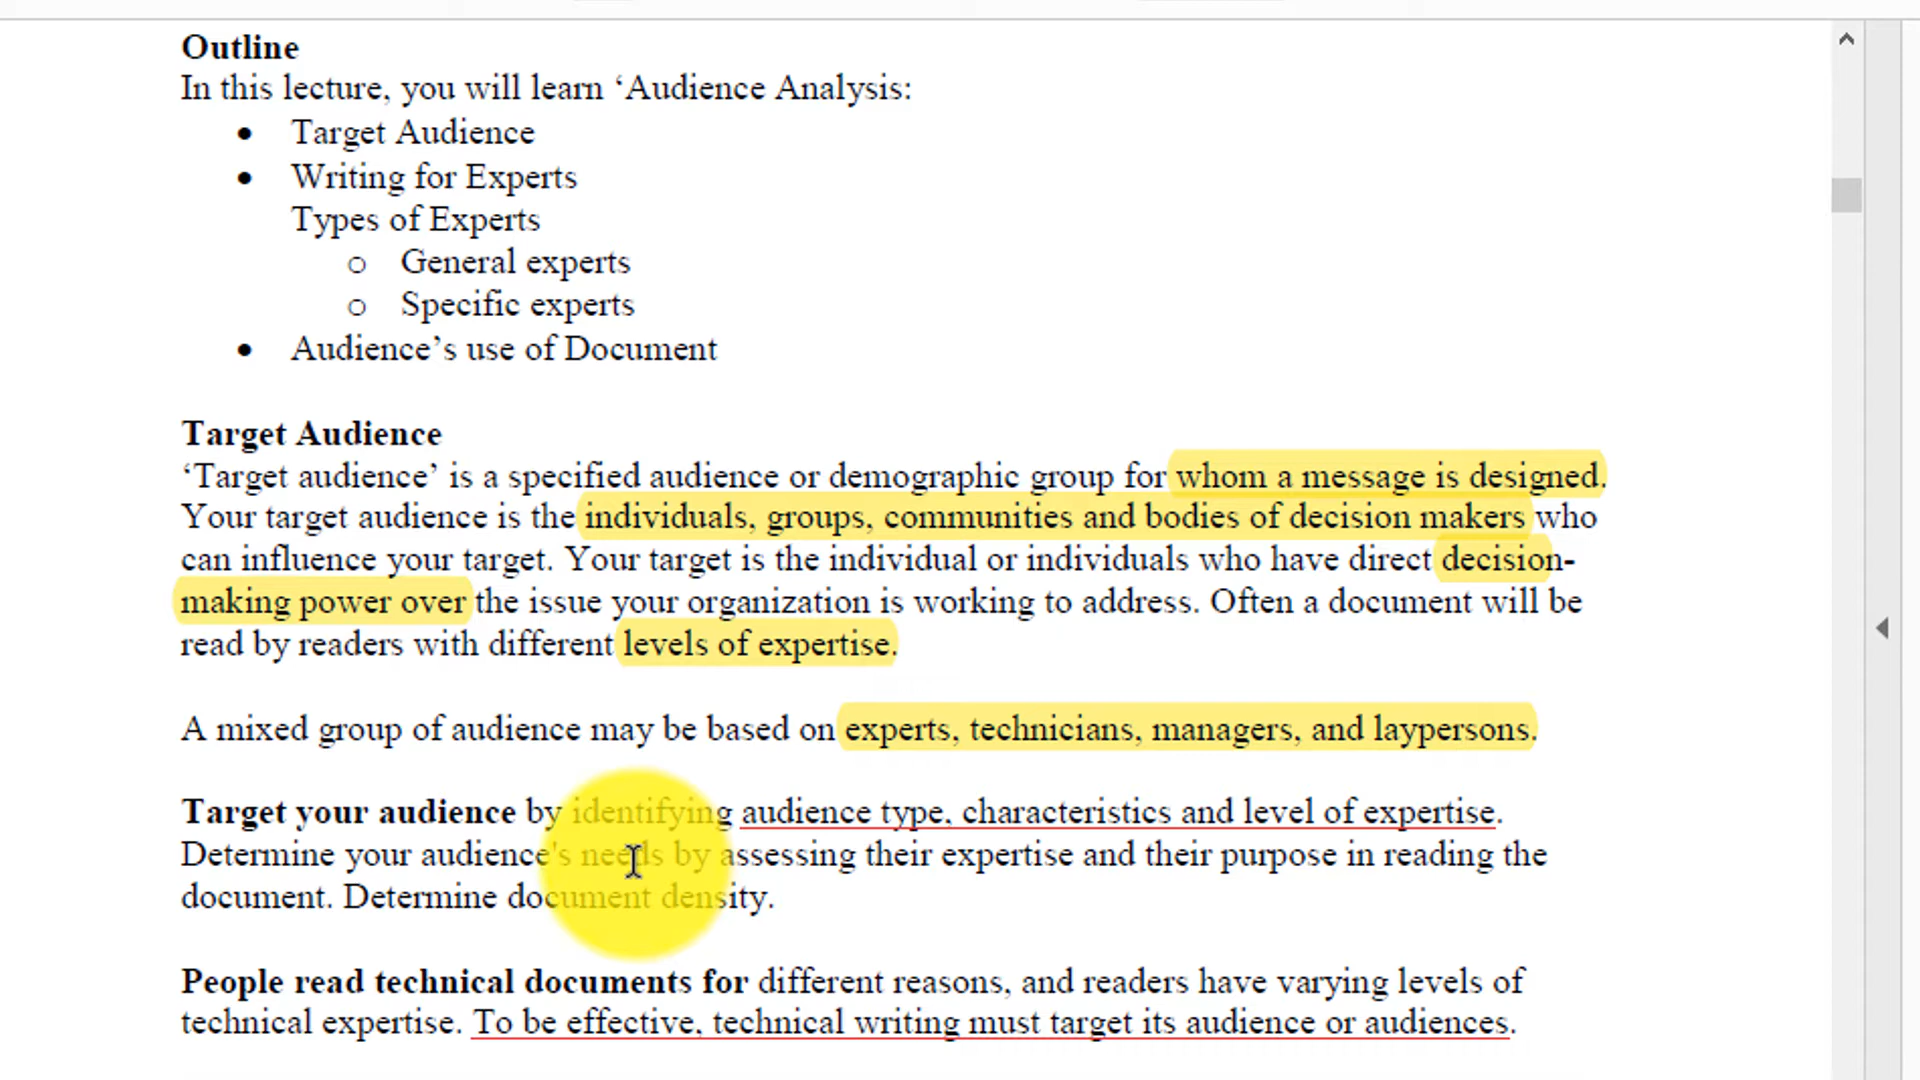 Outline
In this lecture, you will learn ‘Audience Analysis:
• Target Audience
• Writing for Experts
Types of Experts
o General experts
o Specific experts
• Audience’s use of Document
Target Audience
‘Target audience’ is a specified audience or demographic group for whom a message is designed.
Your target audience is the individuals, groups, communities and bodies of decision makers who
can influence your target. Your target is the individual or individuals who have direct decision-
making power over the issue your organization is working to address. Often a document will be
read by readers with different levels of expertise.
A mixed group of audience may be based on experts, technicians, managers, and laypersons.
Target your audience by identifying audience type, characteristics and level of expertise.
Determine your audience's needs by assessing their expertise and their purpose in reading the
document. Determine document density.
People read technical documents for different reasons, and readers have varying levels of
technical expertise. To be effective, technical writing must target its audience or audiences.